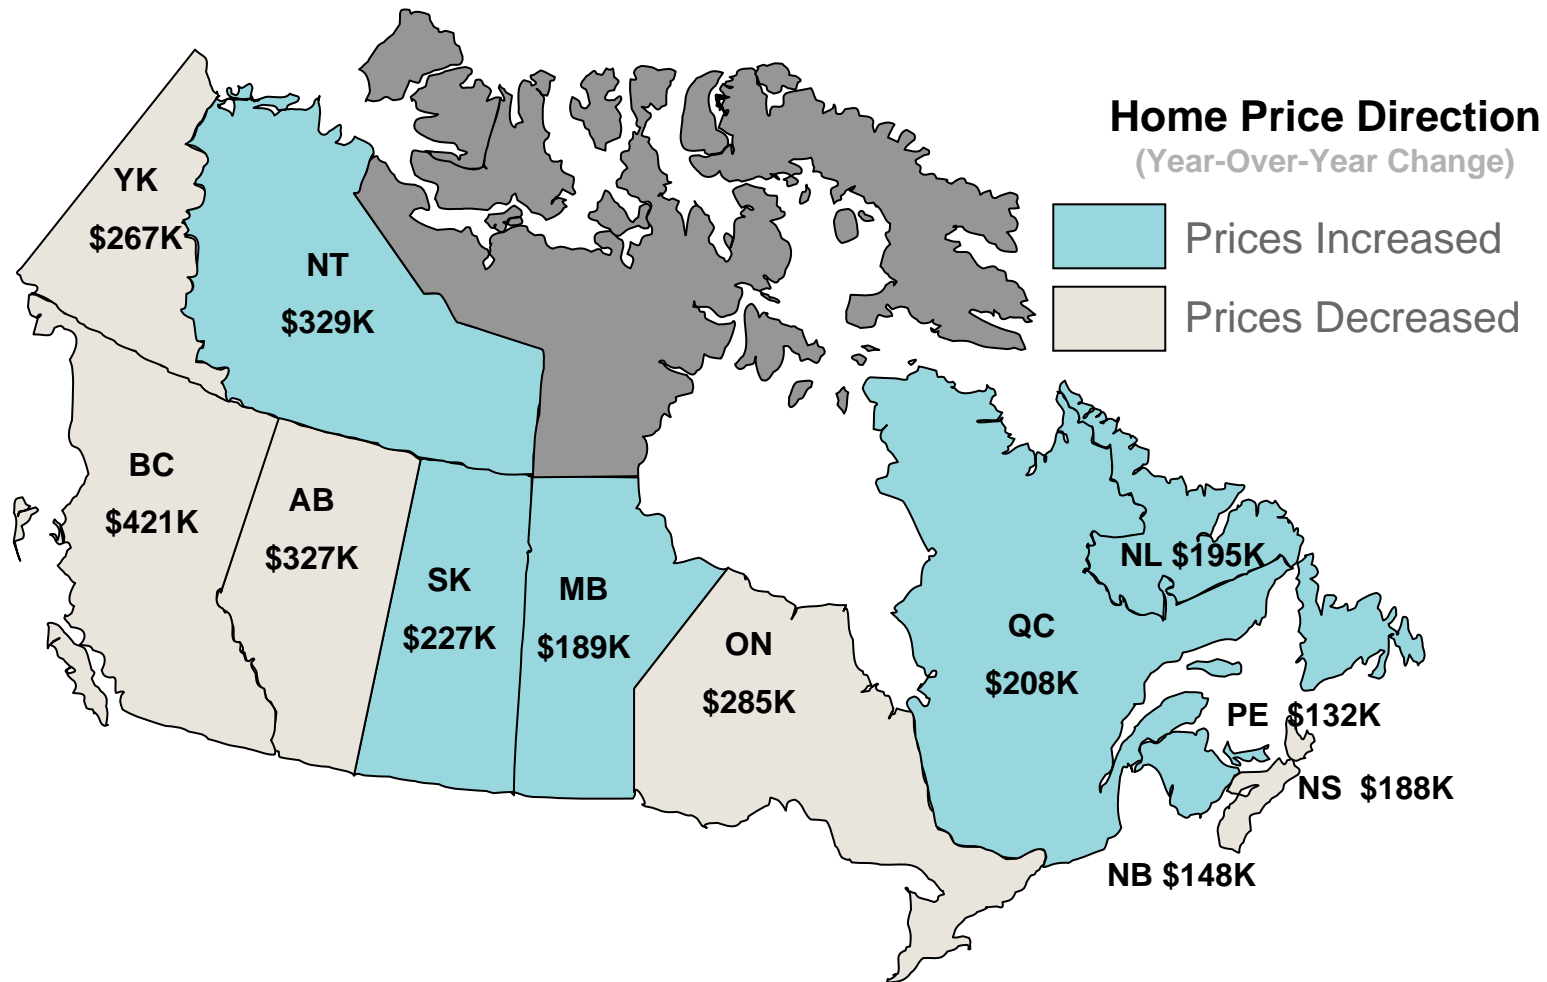 Home Price Direction
(Year-Over-Year Change)
Prices Increased
Prices Decreased
YK
$267K
NT
$329K
BC
$421K
AB
$327K
SK
$227K
MB
$189K
ON
$285K
QC
$208K
NL $195K
PE $132K
NS $188K
NB $148K